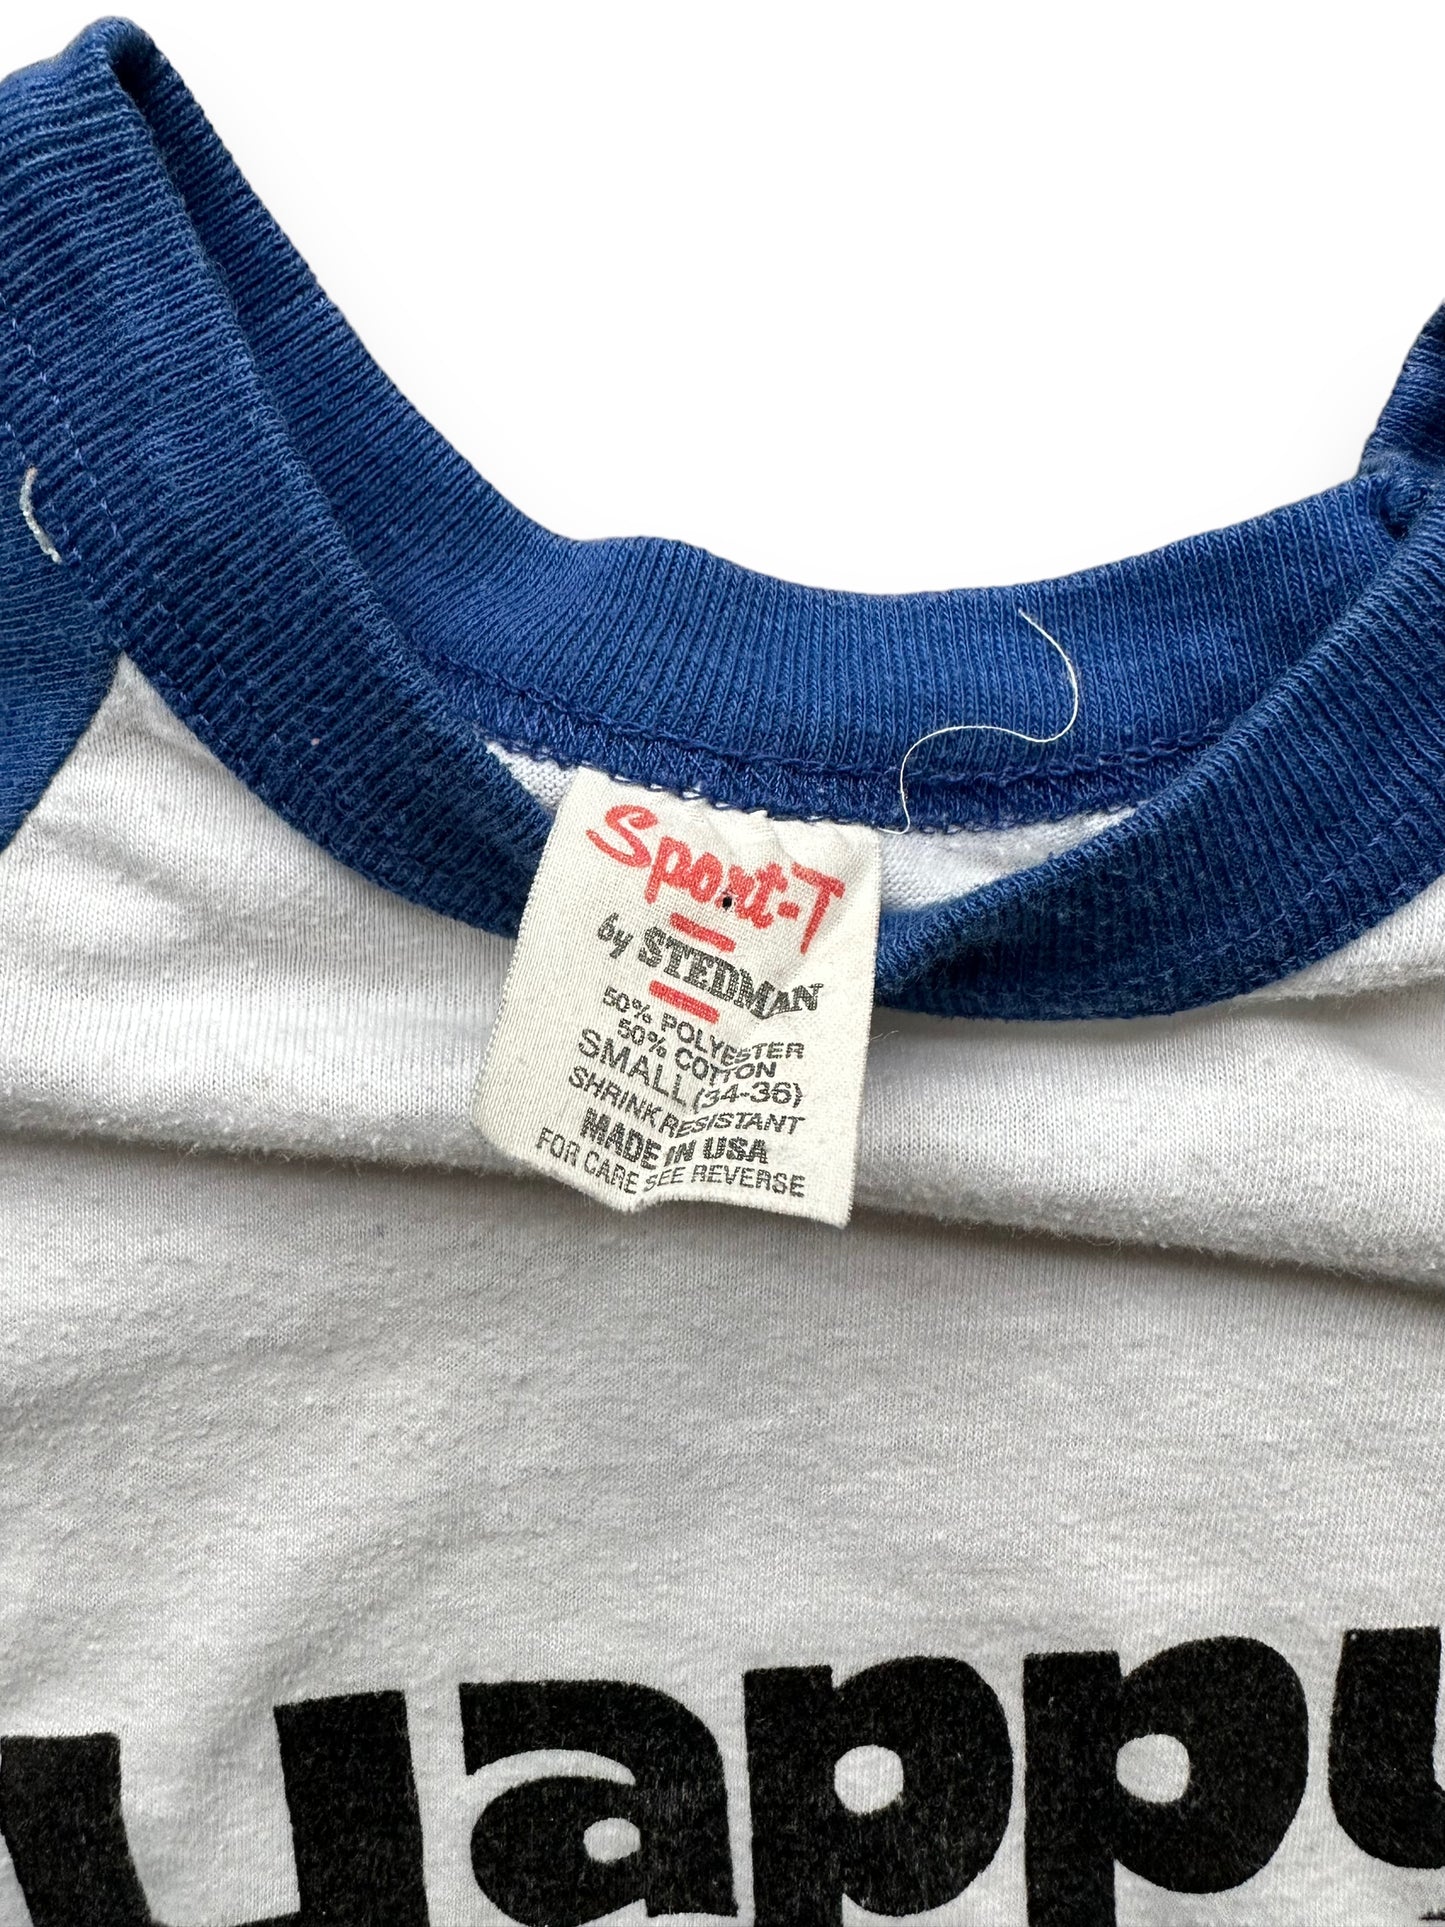 Sport-T
by STEDMAN
50% POLYESTER
50% COTTON
SMALL (34-36)
SHRINK RESISTANT
MADE IN USA
FOR CARE SEE REVERSE
Happy